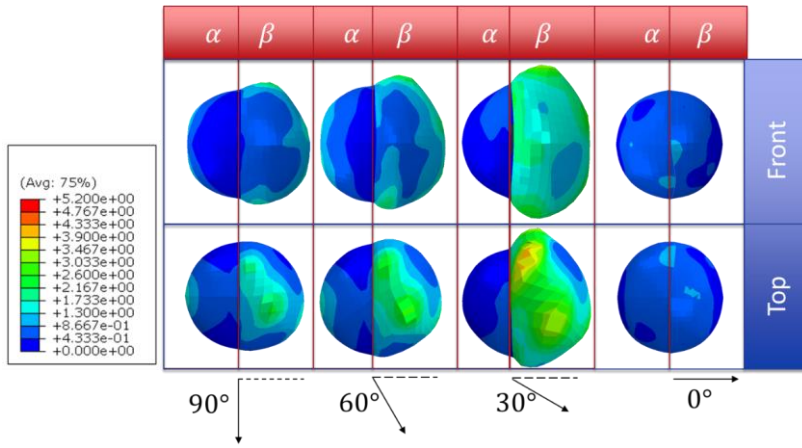 α β α β α β α β
Front
(Avg: 75%)
+5.200e+00
+4.767e+00
+4.333e+00
+3.900e+00
+3.467e+00
+3.033e+00
+2.600e+00
+2.167e+00
+1.733e+00
+1.300e+00
+8.667e-01
+4.333e-01
+0.000e+00
Top
90° 60° 30° 0°